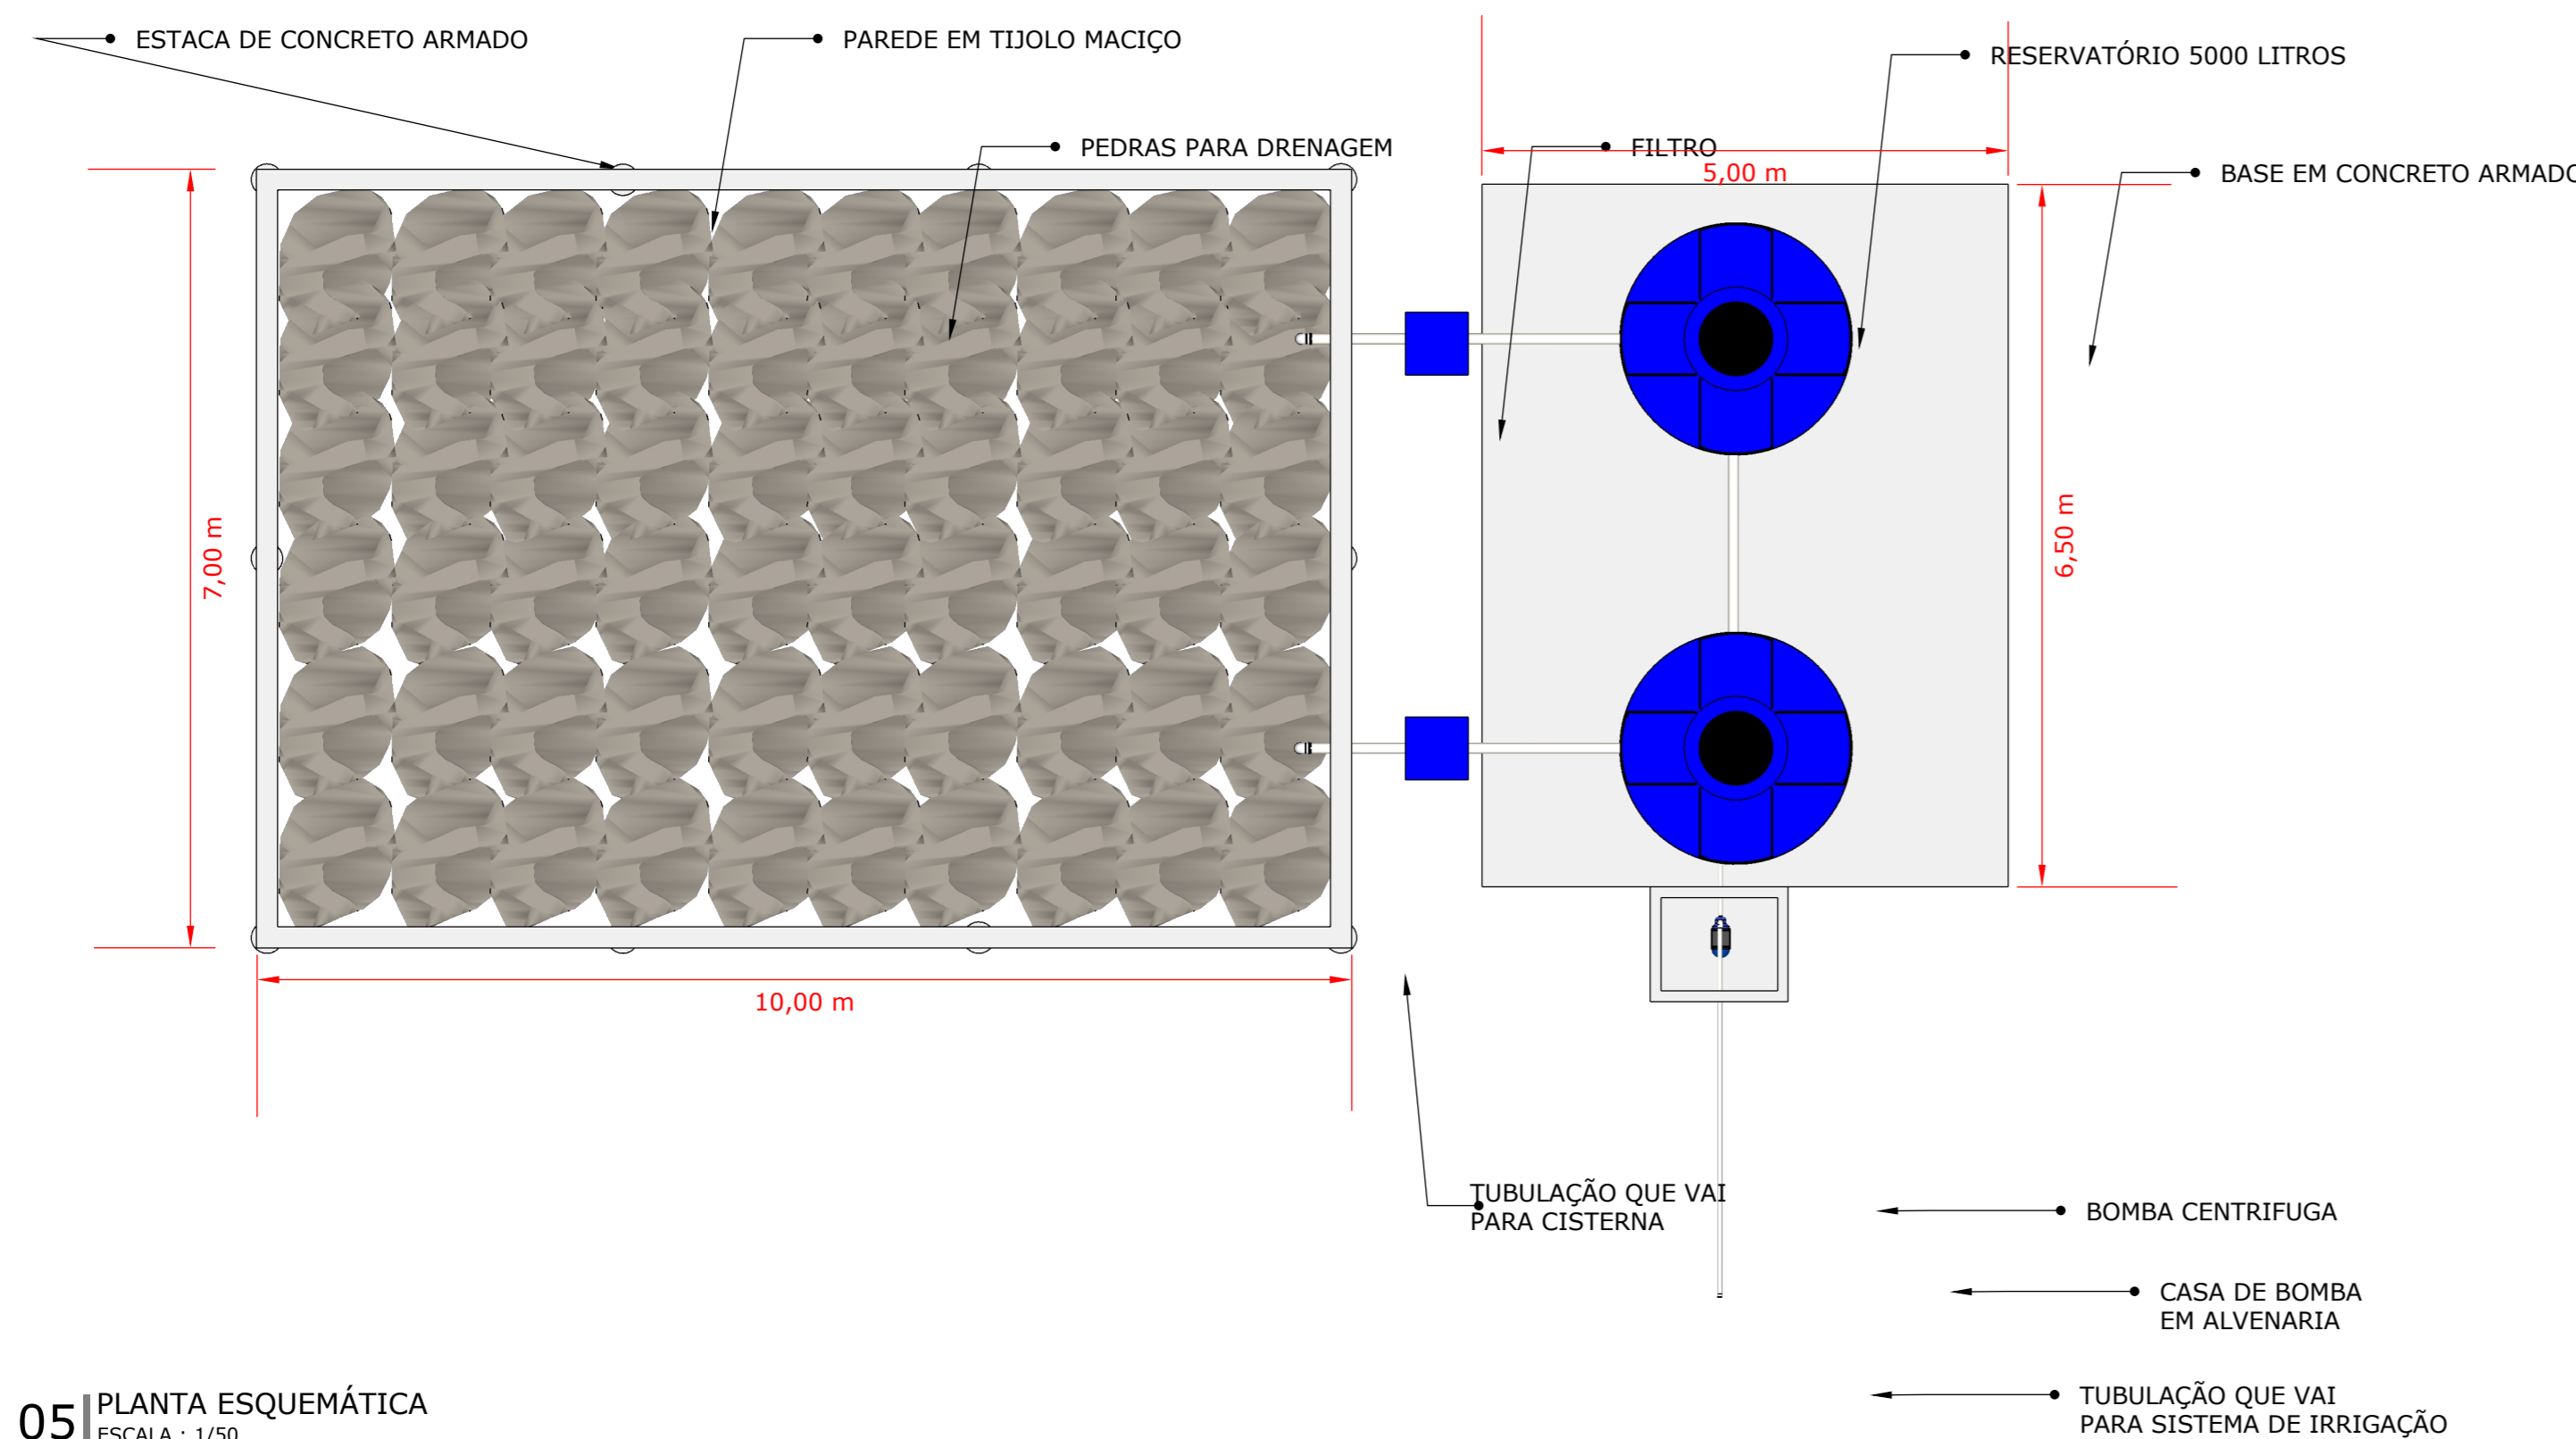 ESTACA DE CONCRETO ARMADO
PAREDE EM TIJOLO MACIÇO
RESERVATÓRIO 5000 LITROS
PEDRAS PARA DRENAGEM
FILTRO
5,00 m
BASE EM CONCRETO ARMADO
7,00 m
6,50 m
10,00 m
TUBULAÇÃO QUE VAI
PARA CISTERNA
BOMBA CENTRIFUGA
CASA DE BOMBA
EM ALVENARIA
TUBULAÇÃO QUE VAI
PARA SISTEMA DE IRRIGAÇÃO
05 PLANTA ESQUEMÁTICA
ESCALA : 1/50